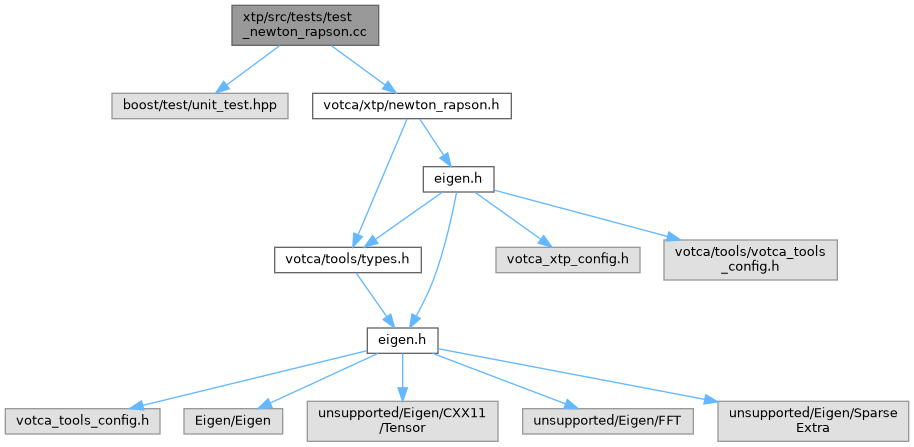 xtp/src/tests/test
_newton_rapson.cc
boost/test/unit_test.hpp
votca/xtp/newton_rapson.h
eigen.h
votca/tools/types.h
votca_xtp_config.h
votca/tools/votca_tools
_config.h
eigen.h
votca_tools_config.h
Eigen/Eigen
unsupported/Eigen/CXX11
/Tensor
unsupported/Eigen/FFT
unsupported/Eigen/Sparse
Extra